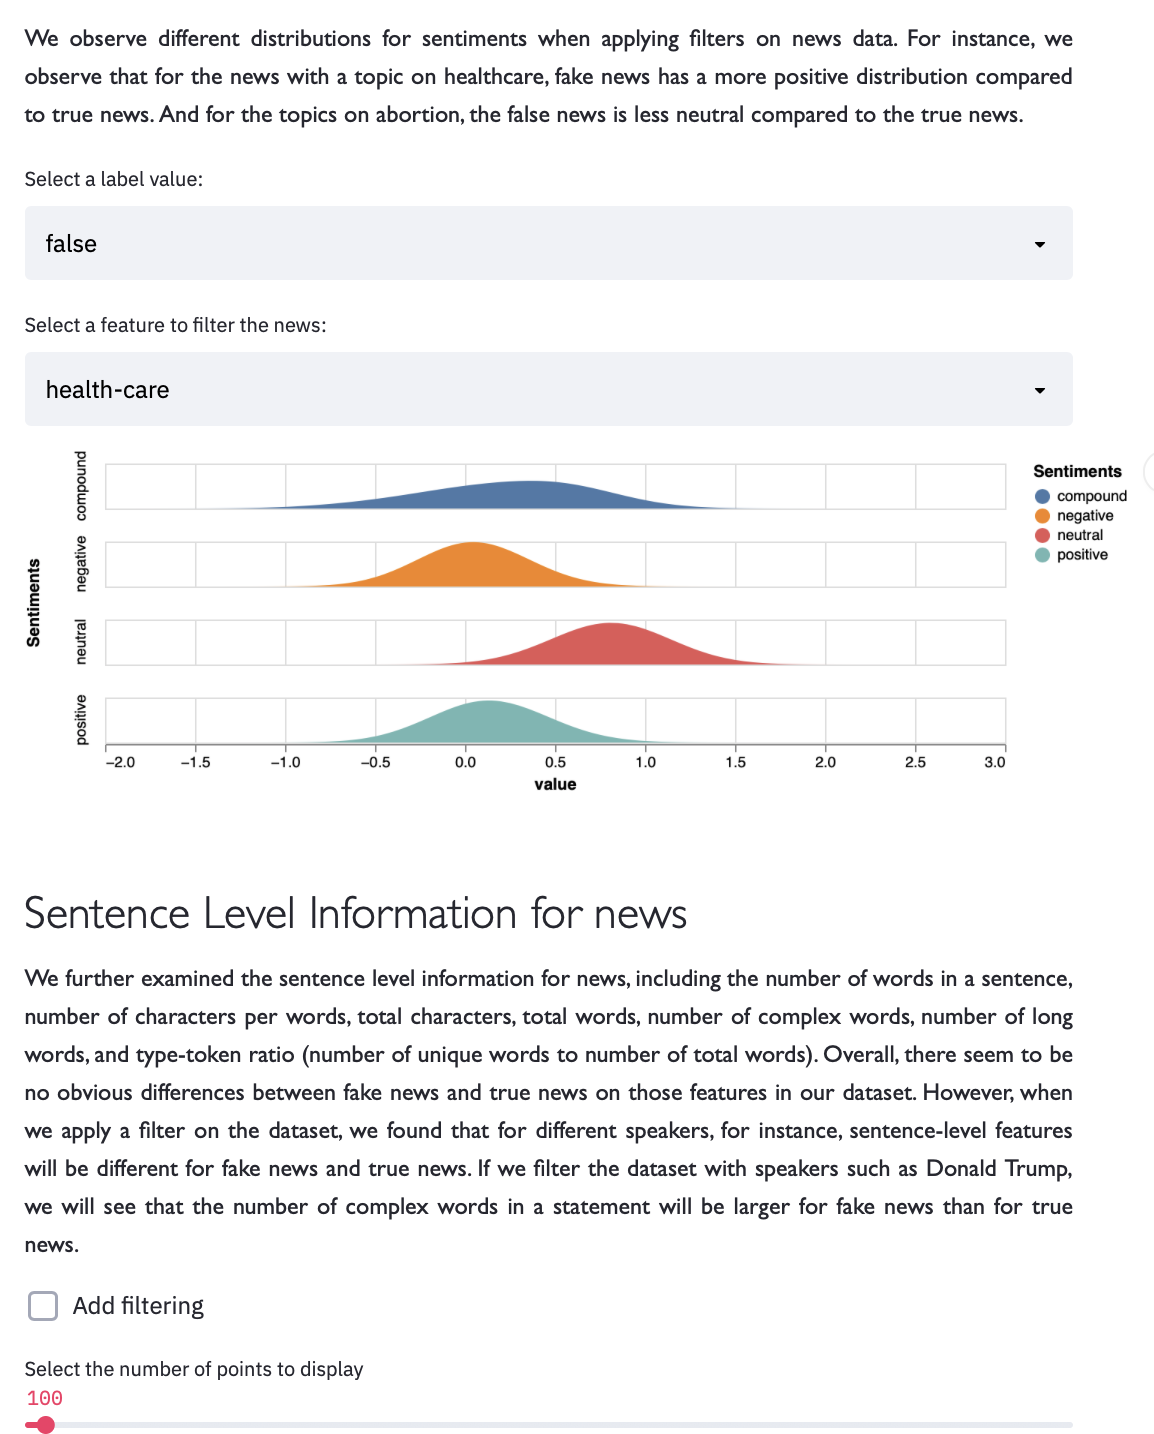 We observe different distributions for sentiments when applying filters on news data. For instance, we
observe that for the news with a topic on healthcare, fake news has a more positive distribution compared
to true news. And for the topics on abortion, the false news is less neutral compared to the true news.
Select a label value:
false
Select a feature to filter the news:
health-care
Sentiments
compound
negative
neutral
positive
Sentiments
compound
negative
neutral
positive
−2.0 −1.5 −1.0 −0.5 0.0 0.5 1.0 1.5 2.0 2.5 3.0
value
Sentence Level Information for news
We further examined the sentence level information for news, including the number of words in a sentence,
number of characters per words, total characters, total words, number of complex words, number of long
words, and type-token ratio (number of unique words to number of total words). Overall, there seem to be
no obvious differences between fake news and true news on those features in our dataset. However, when
we apply a filter on the dataset, we found that for different speakers, for instance, sentence-level features
will be different for fake news and true news. If we filter the dataset with speakers such as Donald Trump,
we will see that the number of complex words in a statement will be larger for fake news than for true
news.
Add filtering
Select the number of points to display
100